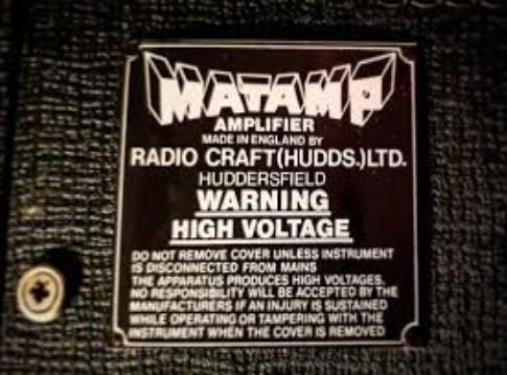 MATAMP
AMPLIFIER
MADE IN ENGLAND BY
RADIO CRAFT(HUDDS.)LTD.
HUDDERSFIELD
WARNING
HIGH VOLTAGE
DO NOT REMOVE COVER UNLESS INSTRUMENT
IS DISCONNECTED FROM MAINS
THE APPARATUS PRODUCES HIGH VOLTAGES.
NO RESPONSIBILITY WILL BE ACCEPTED BY THE
MANUFACTURERS IF AN INJURY IS SUSTAINED
WHILE OPERATING OR TAMPERING WITH THE
INSTRUMENT WHEN THE COVER IS REMOVED